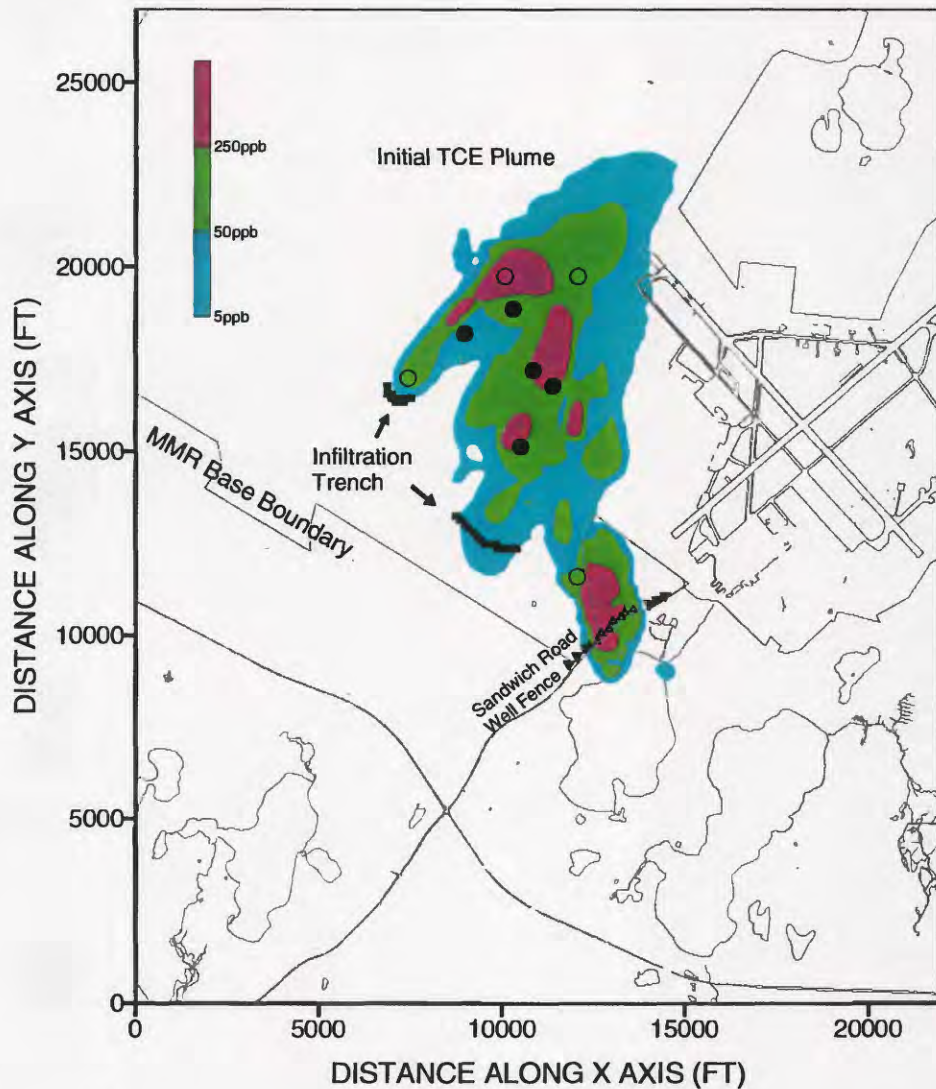 25000
20000
15000
10000
5000
0
DISTANCE ALONG Y AXIS (FT)
250ppb
50ppb
5ppb
Initial TCE Plume
Infiltration
Trench
MMR Base Boundary
Sandwich Road
Well Fence
0
5000
10000
15000
20000
DISTANCE ALONG X AXIS (FT)